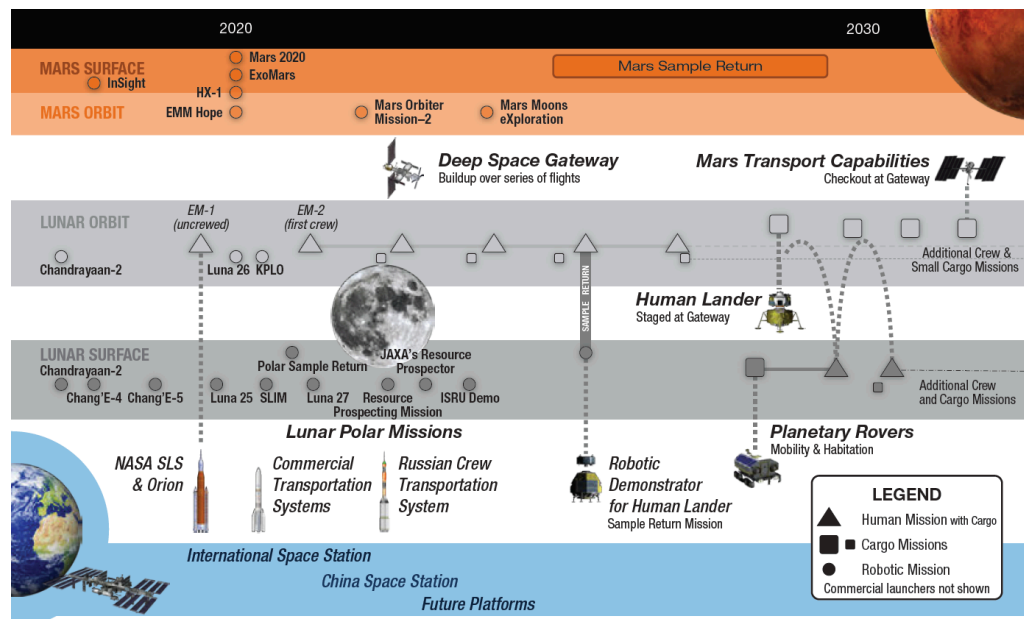 2020
2030
MARS SURFACE
InSight
Mars 2020
ExoMars
HX-1
Mars Sample Return
MARS ORBIT
EMM Hope
Mars Orbiter
Mission–2
Mars Moons
eXploration
Deep Space Gateway
Buildup over series of flights
Mars Transport Capabilities
Checkout at Gateway
LUNAR ORBIT
EM-1
(uncrewed)
EM-2
(first crew)
Chandrayaan-2
Luna 26
KPLO
Additional Crew &
Small Cargo Missions
SAMPLE RETURN
Human Lander
Staged at Gateway
LUNAR SURFACE
Chandrayaan-2
Chang’E-4
Chang’E-5
Polar Sample Return
JAXA's Resource
Prospector
Luna 25
SLIM
Luna 27
Resource
Prospecting Mission
ISRU Demo
Additional Crew
and Cargo Missions
Lunar Polar Missions
Planetary Rovers
Mobility & Habitation
NASA SLS
& Orion
Commercial
Transportation
Systems
Russian Crew
Transportation
System
Robotic
Demonstrator
for Human Lander
Sample Return Mission
LEGEND
Human Mission with Cargo
Cargo Missions
Robotic Mission
Commercial launchers not shown
International Space Station
China Space Station
Future Platforms